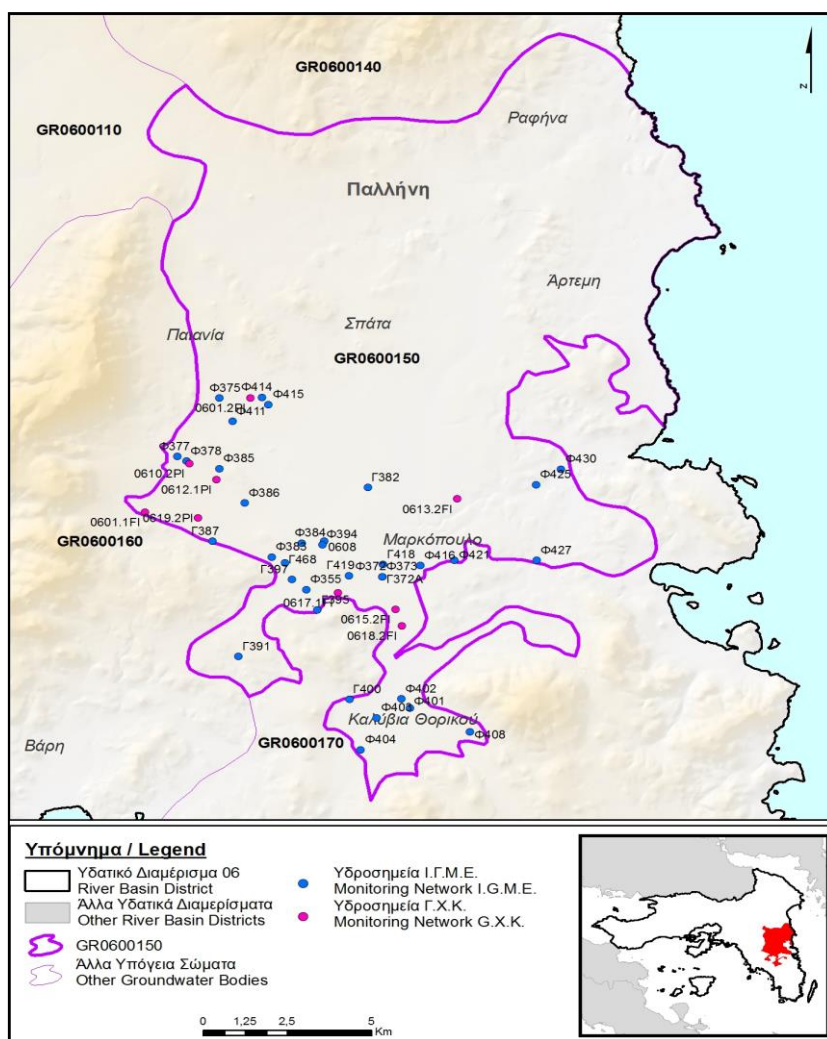 GR0600140
GR0600110
Ραφήνα
Παλλήνη
Άρτεμη
Παιανία
Σπάτα
GR0600150
Φ375
Φ414
Φ415
0601.2PI
Φ411
Φ377
Φ378
Φ385
0610.2PI
0612.1PI
Φ430
Φ425
Γ382
Φ386
0613.2FI
0601.1FI
0619.2PI
Γ387
GR0600160
Φ384
Φ394
0608
Μαρκόπουλο
Φ383
Γ468
Γ397
Γ419
Φ372
Γ418
Φ373
Γ372Α
Φ416
Φ421
Φ427
Φ355
0617.1
Γ395
0615.2FI
0618.2FI
Γ391
Γ400
Φ402
Φ401
Φ403
Καλύβια Θορικού
Φ408
Φ404
GR0600170
Βάρη
N
Υπόμνημα / Legend
Υδατικό Διαμέρισμα 06
River Basin District
Άλλα Υδατικά Διαμερίσματα
Other River Basin Districts
GR0600150
Άλλα Υπόγεια Σώματα
Other Groundwater Bodies
Υδροσημεία Ι.Γ.Μ.Ε.
Monitoring Network I.G.M.E.
Υδροσημεία Γ.Χ.Κ.
Monitoring Network G.X.K.
0 1,25 2,5 5
Km